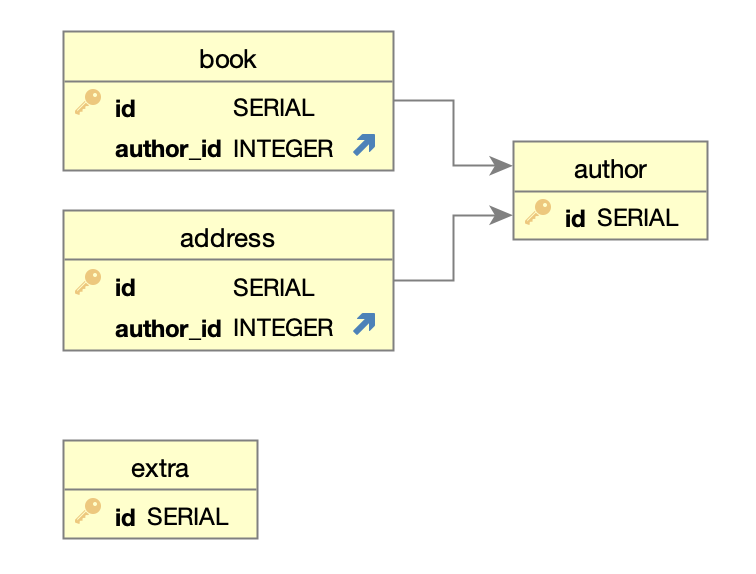 book
id SERIAL
author_id INTEGER
author
id SERIAL
address
id SERIAL
author_id INTEGER
extra
id SERIAL